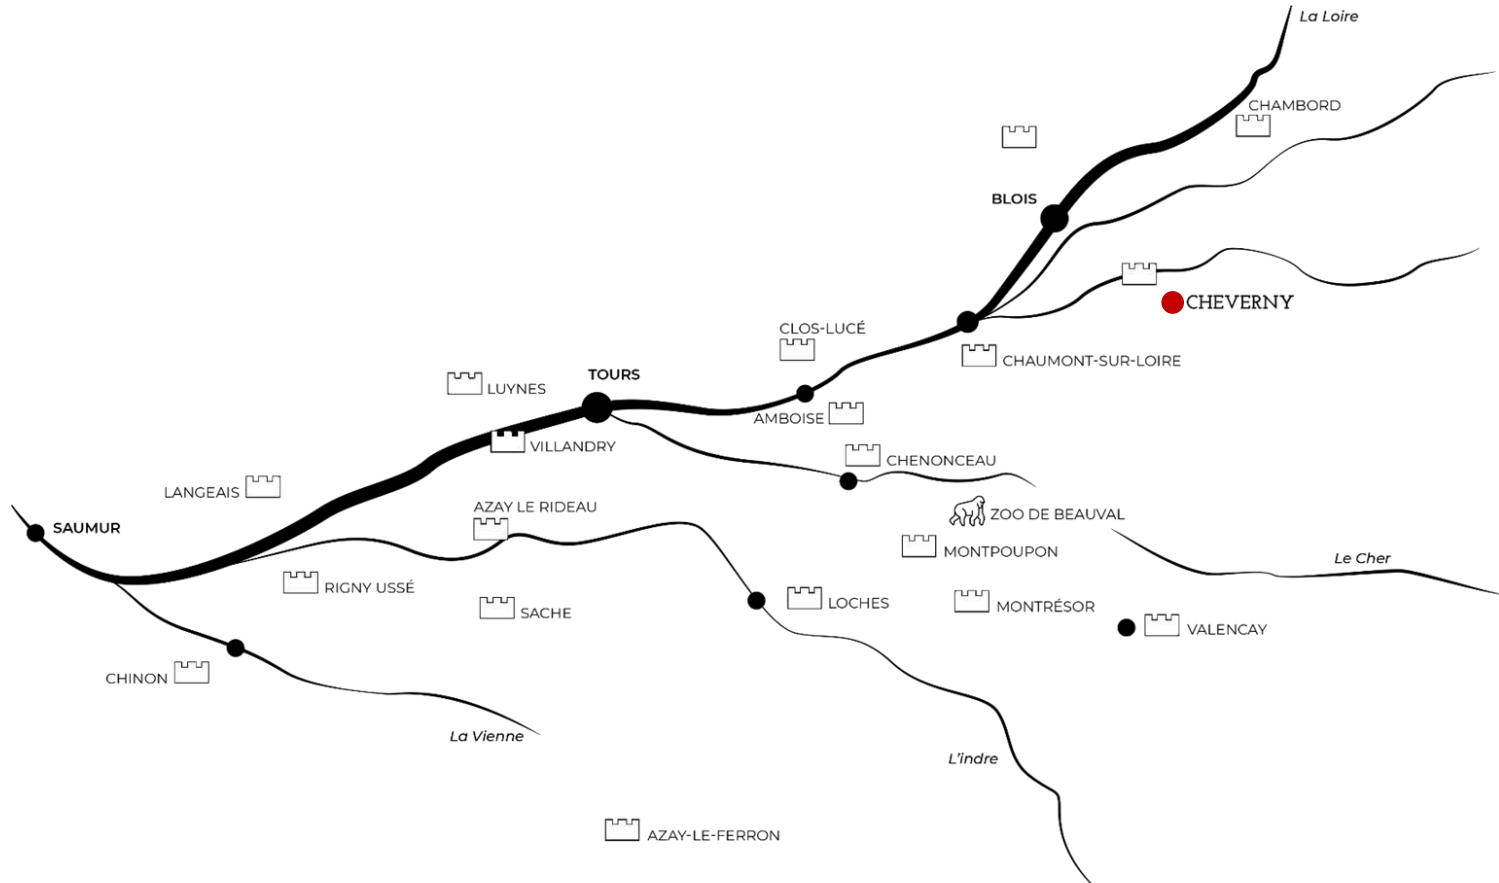 La Loire
CHAMBORD
BLOIS
CHEVERNY
CLOS-LUCÉ
CHAUMONT-SUR-LOIRE
TOURS
LUYNES
AMBOISE
VILLANDRY
CHENONCEAU
LANGEAIS
AZAY LE RIDEAU
ZOO DE BEAUVAL
SAUMUR
MONTPOUPON
Le Cher
RIGNY USSÉ
LOCHES
MONTRÉSOR
SACHE
VALENCAY
CHINON
La Vienne
L'indre
AZAY-LE-FERRON